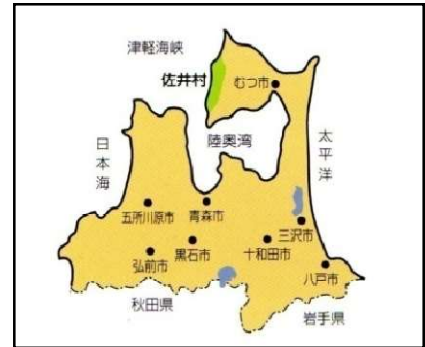 津軽海峡
佐井村
むつ市
日本海
陸奥湾
太平洋
五所川原市
青森市
三沢市
弘前市
黒石市
十和田市
八戸市
秋田県
岩手県